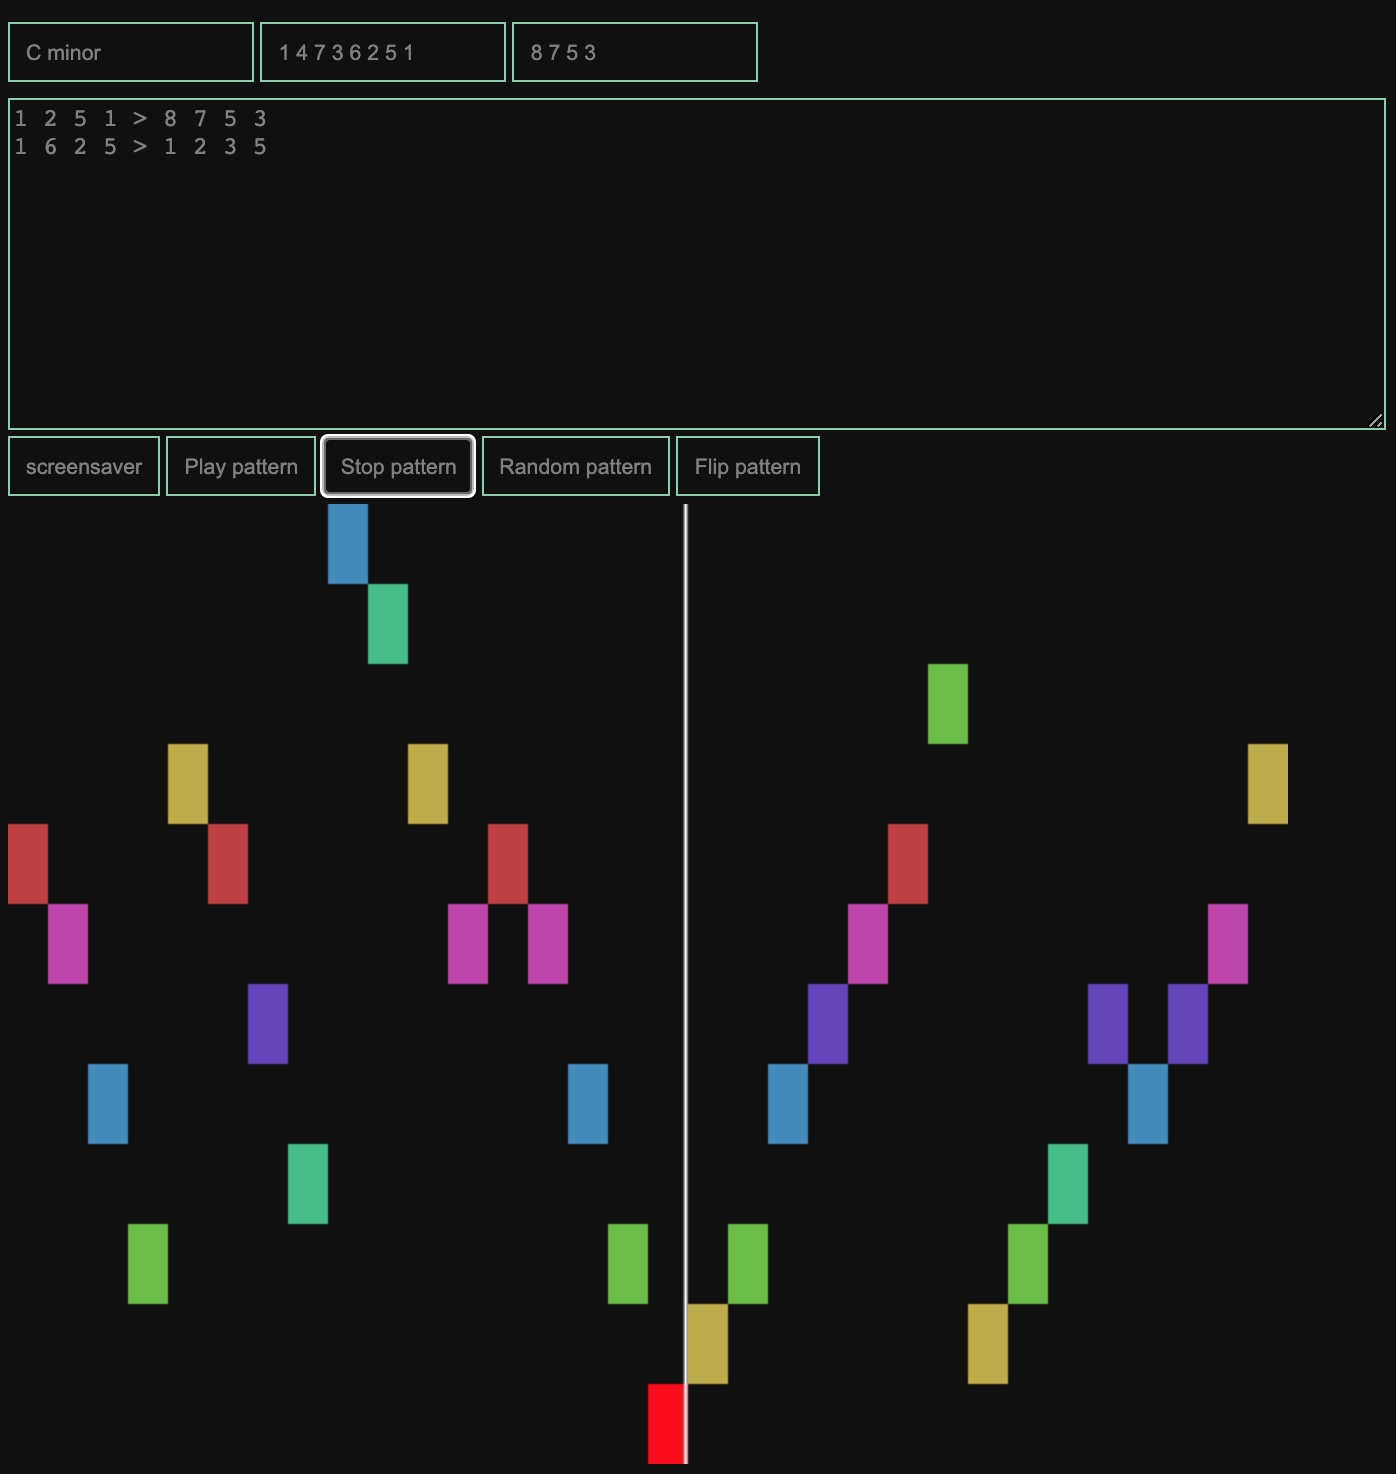 C minor
1 4 7 3 6 2 5 1
8 7 5 3
1 2 5 1 > 8 7 5 3
1 6 2 5 > 1 2 3 5
screensaver
Play pattern
Stop pattern
Random pattern
Flip pattern